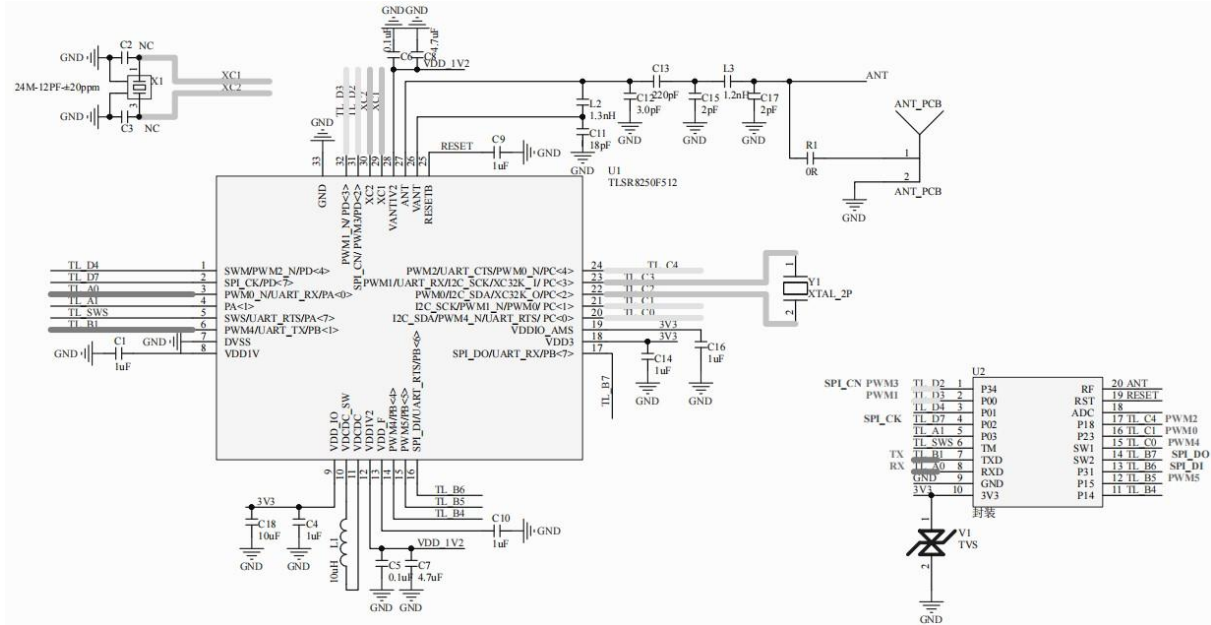 GND GND
0.1uF 4.7uF
C6 C8
VDD_1V2
C2 NC
GND
24M-12PF-±20ppm X1
1
3
XC1
XC2
GND
C3 NC
TL_D3
TL_D2
XC2
XC1
GND
33 32 31 30 29 28 27 26 25
RESET
C9
1uF
GND
L2
1.3nH
C11
18pF
GND
C12
3.0pF
GND
C13
220pF
C15
2pF
GND
L3
1.2nH
C17
2pF
GND
ANT
R1
0R
ANT_PCB
1
2
ANT_PCB
GND
U1
TLSR8250F512
GND
PWM1_N/ PD<3>
SPI_CN/ PWM3/PD<2>
XC2
XC1
VANT1V2
ANT
VANT
RESETB
TL_D4 1 SWM/PWM2_N/PD<4>
TL_D7 2 SPI_CK/PD<7>
TL_A0 3 PWM0_N/UART_RX/PA<0>
TL_A1 4 PA<1>
TL_SWS 5 SWS/UART_RTS/PA<7>
TL_B1 6 PWM4/UART_TX/PB<1>
GND 7 DVSS
GND C1 1uF 8 VDD1V
PWM2/UART_CTS/PWM0_N/PC<4> 24 TL_C4
PWM1/UART_RX/I2C_SCK/XC32K_I/ PC<3> 23 TL_C3
PWM0/I2C_SDA/XC32K_O/PC<2> 22 TL_C2
I2C_SCK/PWM1_N/PWM0/ PC<1> 21 TL_C1
I2C_SDA/PWM4_N/UART_RTS/ PC<0> 20 TL_C0
VDDIO_AMS 19 3V3
VDD3 18 3V3
SPI_DO/UART_RX/PB<7> 17
TL_B7
C14
1uF
GND
C16
1uF
GND
1
Y1
XTAL_2P
2
VDD_IO
VDCDC_SW
VDCDC
VDD1V2
VDD_F
PWM4/PB<4>
PWM5/PB<5>
SPI_DI/UART_RTS/PB<6>
9 10 11 12 13 14 15 16
TL_B6
TL_B5
TL_B4
3V3
C18
10uF
GND
C4
1uF
GND
L1
10uH
C10
1uF
GND
VDD_1V2
C5
0.1uF
C7
4.7uF
GND GND
U2
SPI_CN PWM3 TL_D2 1 P34 RF 20 ANT
PWM1 TL_D3 2 P00 RST 19 RESET
TL_D4 3 P01 ADC 18
SPI_CK TL_D7 4 P02 P18 17 TL_C4 PWM2
TL_A1 5 P03 P23 16 TL_C1 PWM0
TL_SWS 6 TM SW1 15 TL_C0 PWM4
TX TL_B1 7 TXD SW2 14 TL_B7 SPI_DO
RX TL_A0 8 RXD P31 13 TL_B6 SPI_DI
GND 9 GND P15 12 TL_B5 PWM5
3V3 10 3V3 P14 11 TL_B4
封装
1
V1
TVS
2
GND